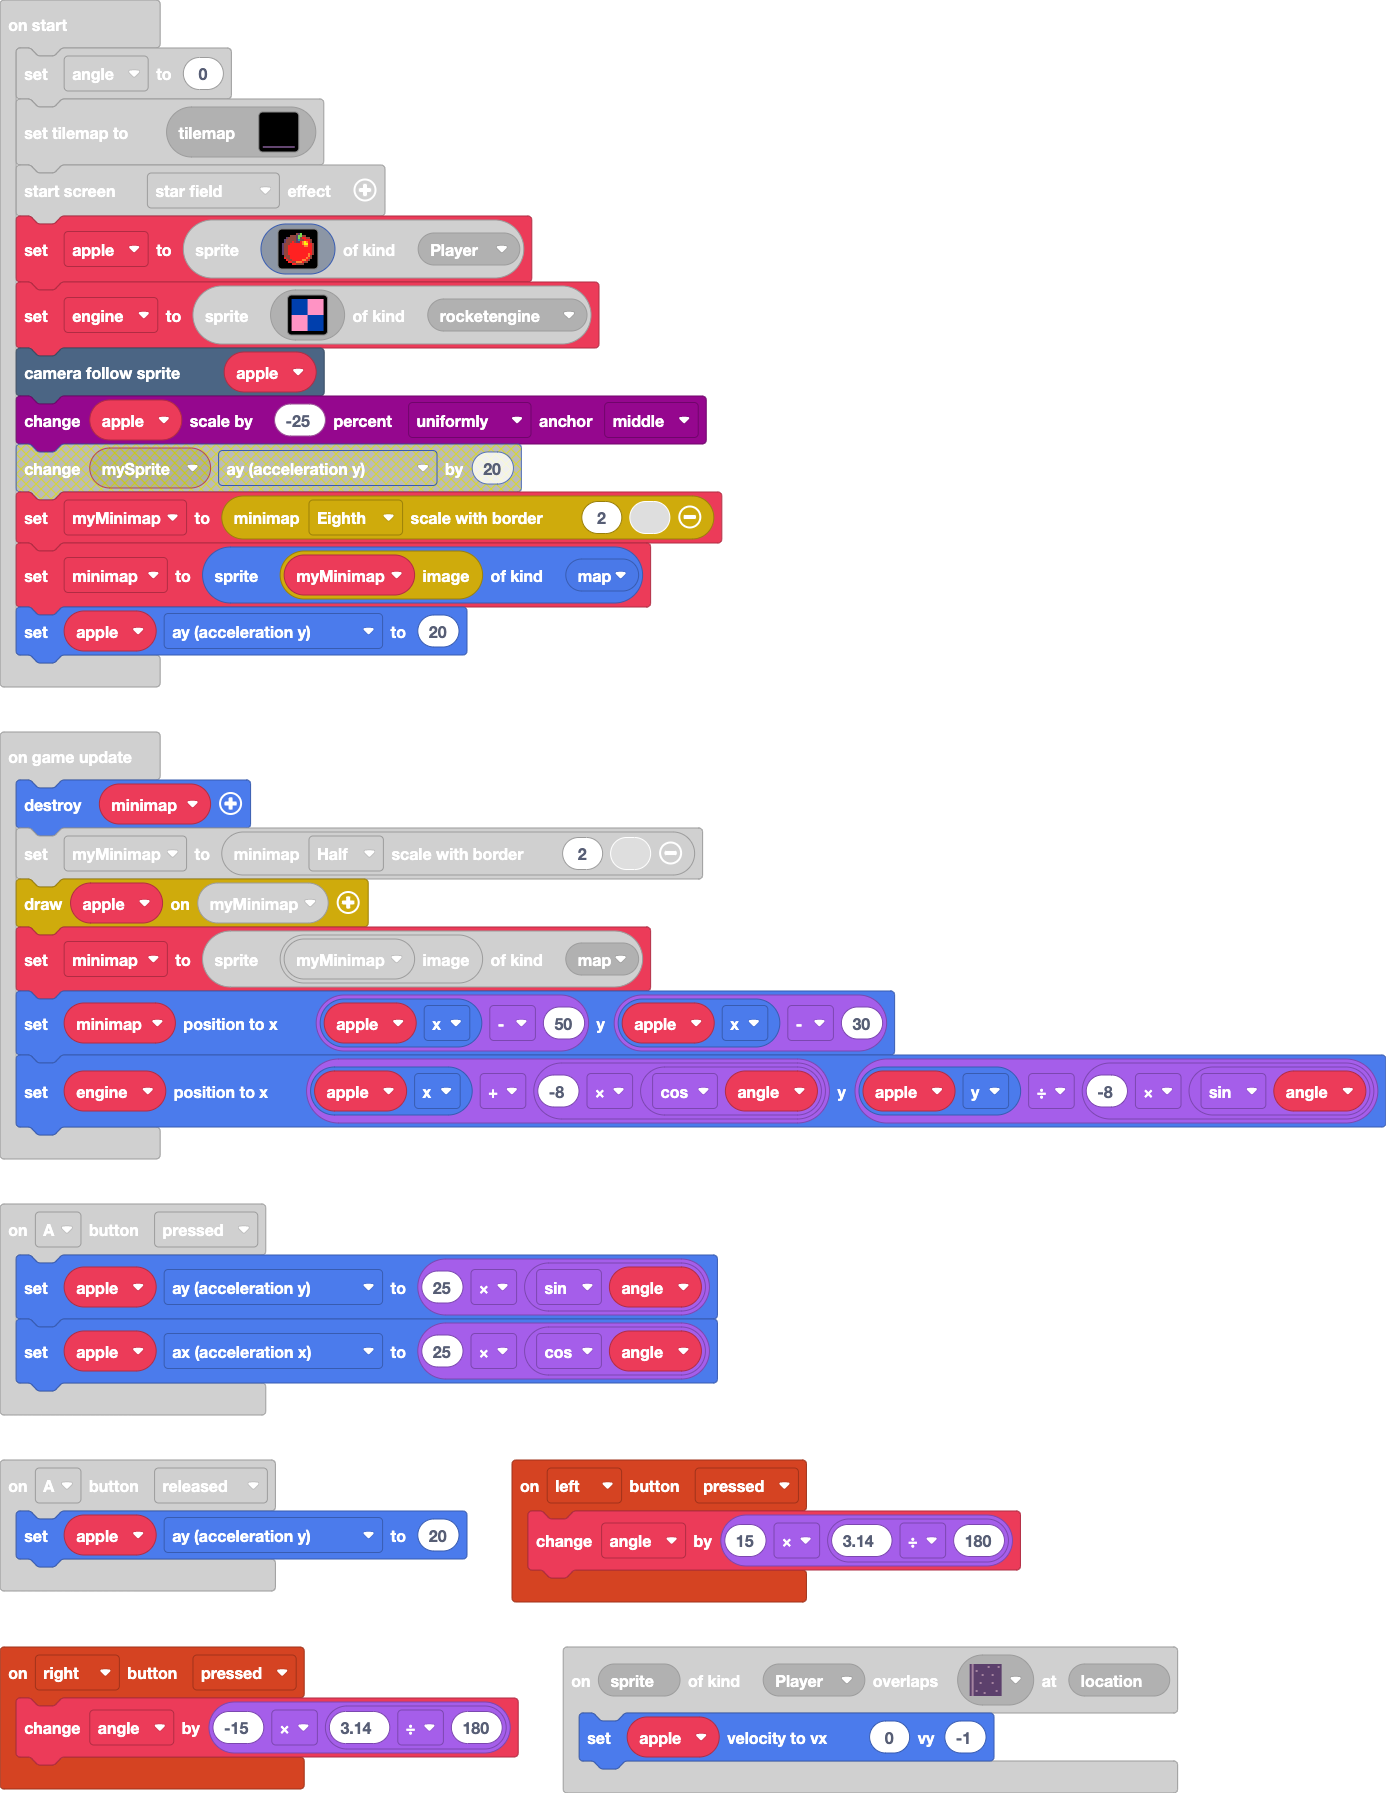 on start
set angle to 0
set tilemap to tilemap
start screen star field effect
set apple to sprite of kind Player
set engine to sprite of kind rocketengine
camera follow sprite apple
change apple scale by -25 percent uniformly anchor middle
change mySprite ay (acceleration y) by 20
set myMinimap to minimap Eighth scale with border 2
set minimap to sprite myMinimap image of kind map
set apple ay (acceleration y) to 20
on game update
destroy minimap
set myMinimap to minimap Half scale with border 2
draw apple on myMinimap
set minimap to sprite myMinimap image of kind map
set minimap position to x apple x - 50 y apple x - 30
set engine position to x apple x + -8 × cos angle y apple y ÷ -8 × sin angle
on A button pressed
set apple ay (acceleration y) to 25 × sin angle
set apple ax (acceleration x) to 25 × cos angle
on A button released
set apple ay (acceleration y) to 20
on left button pressed
change angle by 15 × 3.14 ÷ 180
on right button pressed
change angle by -15 × 3.14 ÷ 180
on sprite of kind Player overlaps at location
set apple velocity to vx 0 vy -1